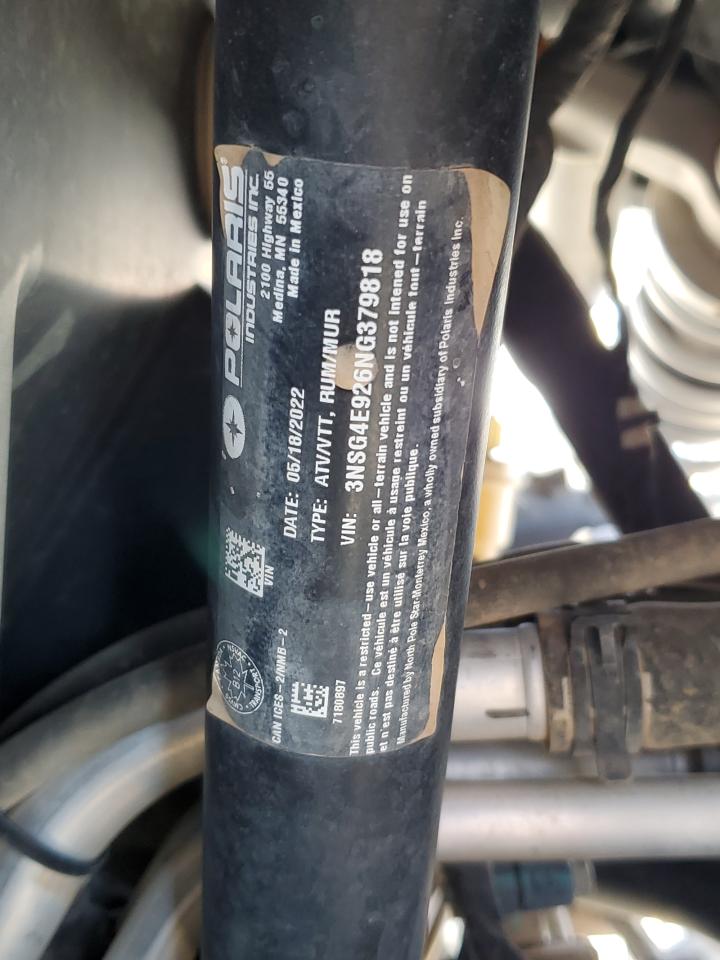 POLARIS®
INDUSTRIES INC.
2100 Highway 55
Medina, MN 55340
Made in Mexico
DATE: 05/18/2022
TYPE: ATV/VTT, RUM/MUR
VIN: 3NSG4E926NG379818
VIN
CAN ICES-2/NMB-2
7180897
This vehicle is a restricted-use vehicle or all-terrain vehicle and is not intended for use on
public roads. Ce véhicule est un véhicule à usage restreint ou un véhicule tout-terrain
et n'est pas destiné à être utilisé sur la voie publique.
Manufactured by North Pole Star-Monterrey Mexico, a wholly owned subsidiary of Polaris Industries Inc.